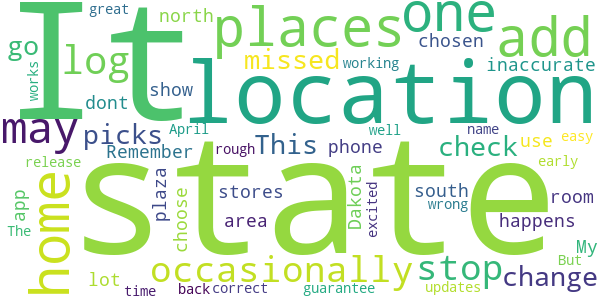 great
north
places
one
add
It
go
log
missed
chosen
works
working
inaccurate
show
location
dont
may
picks
April
This
phone
well
name
use
easy
Remember
rough
check
release
home
state
plaza
choose
stores
Dakota
excited
south
early
wrong
room
app
area
happens
The
My
But
occasionally
stop
change
lot
time
back
correct
guarantee
updates